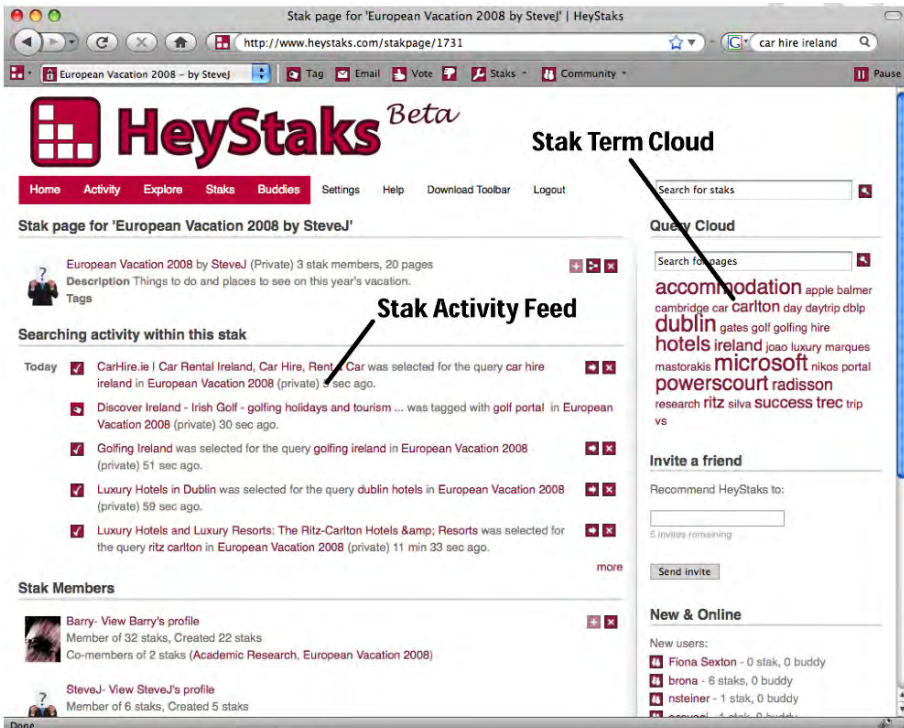 Stak page for 'European Vacation 2008 by SteveJ' | HeyStaks
http://www.heystaks.com/stakpage/1731
car hire ireland
European Vacation 2008 – by SteveJ
Tag
Email
Vote
Staks
Community
Pause
HeyStaks Beta
Stak Term Cloud
Home Activity Explore Staks Buddies Settings Help Download Toolbar Logout
Search for staks
Stak page for 'European Vacation 2008 by SteveJ'
European Vacation 2008 by SteveJ (Private) 3 stak members, 20 pages
Description Things to do and places to see on this year's vacation.
Tags
Stak Activity Feed
Searching activity within this stak
Today
CarHire.ie | Car Rental Ireland, Car Hire, Rent Car was selected for the query car hire
ireland in European Vacation 2008 (private) sec ago.
Discover Ireland - Irish Golf - golfing holidays and tourism ... was tagged with golf portal in European
Vacation 2008 (private) 30 sec ago.
Golfing Ireland was selected for the query golfing ireland in European Vacation 2008
(private) 51 sec ago.
Luxury Hotels in Dublin was selected for the query dublin hotels in European Vacation 2008
(private) 59 sec ago.
Luxury Hotels and Luxury Resorts: The Ritz-Carlton Hotels &amp; Resorts was selected for
the query ritz carlton in European Vacation 2008 (private) 11 min 33 sec ago.
more
Stak Members
Barry- View Barry's profile
Member of 32 staks, Created 22 staks
Co-members of 2 staks (Academic Research, European Vacation 2008)
SteveJ- View SteveJ's profile
Member of 6 staks, Created 5 staks
Query Cloud
Search for pages
accommodation apple balmer
cambridge car carlton day daytrip dblp
dublin gates golf golfing hire
hotels ireland joao luxury marques
mastorakis microsoft nikos portal
powerscourt radisson
research ritz silva success trec trip
vs
Invite a friend
Recommend HeyStaks to:
5 invites remaining
Send invite
New & Online
New users:
Fiona Sexton - 0 stak, 0 buddy
brona - 6 staks, 0 buddy
nsteiner - 1 stak, 0 buddy
Done